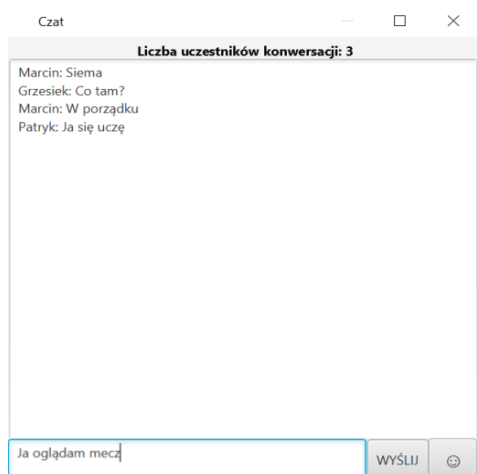 Czat
Liczba uczestników konwersacji: 3
Marcin: Siema
Grzesiek: Co tam?
Marcin: W porządku
Patryk: Ja się uczę
Ja oglądam mecz
WYŚLIJ ☺